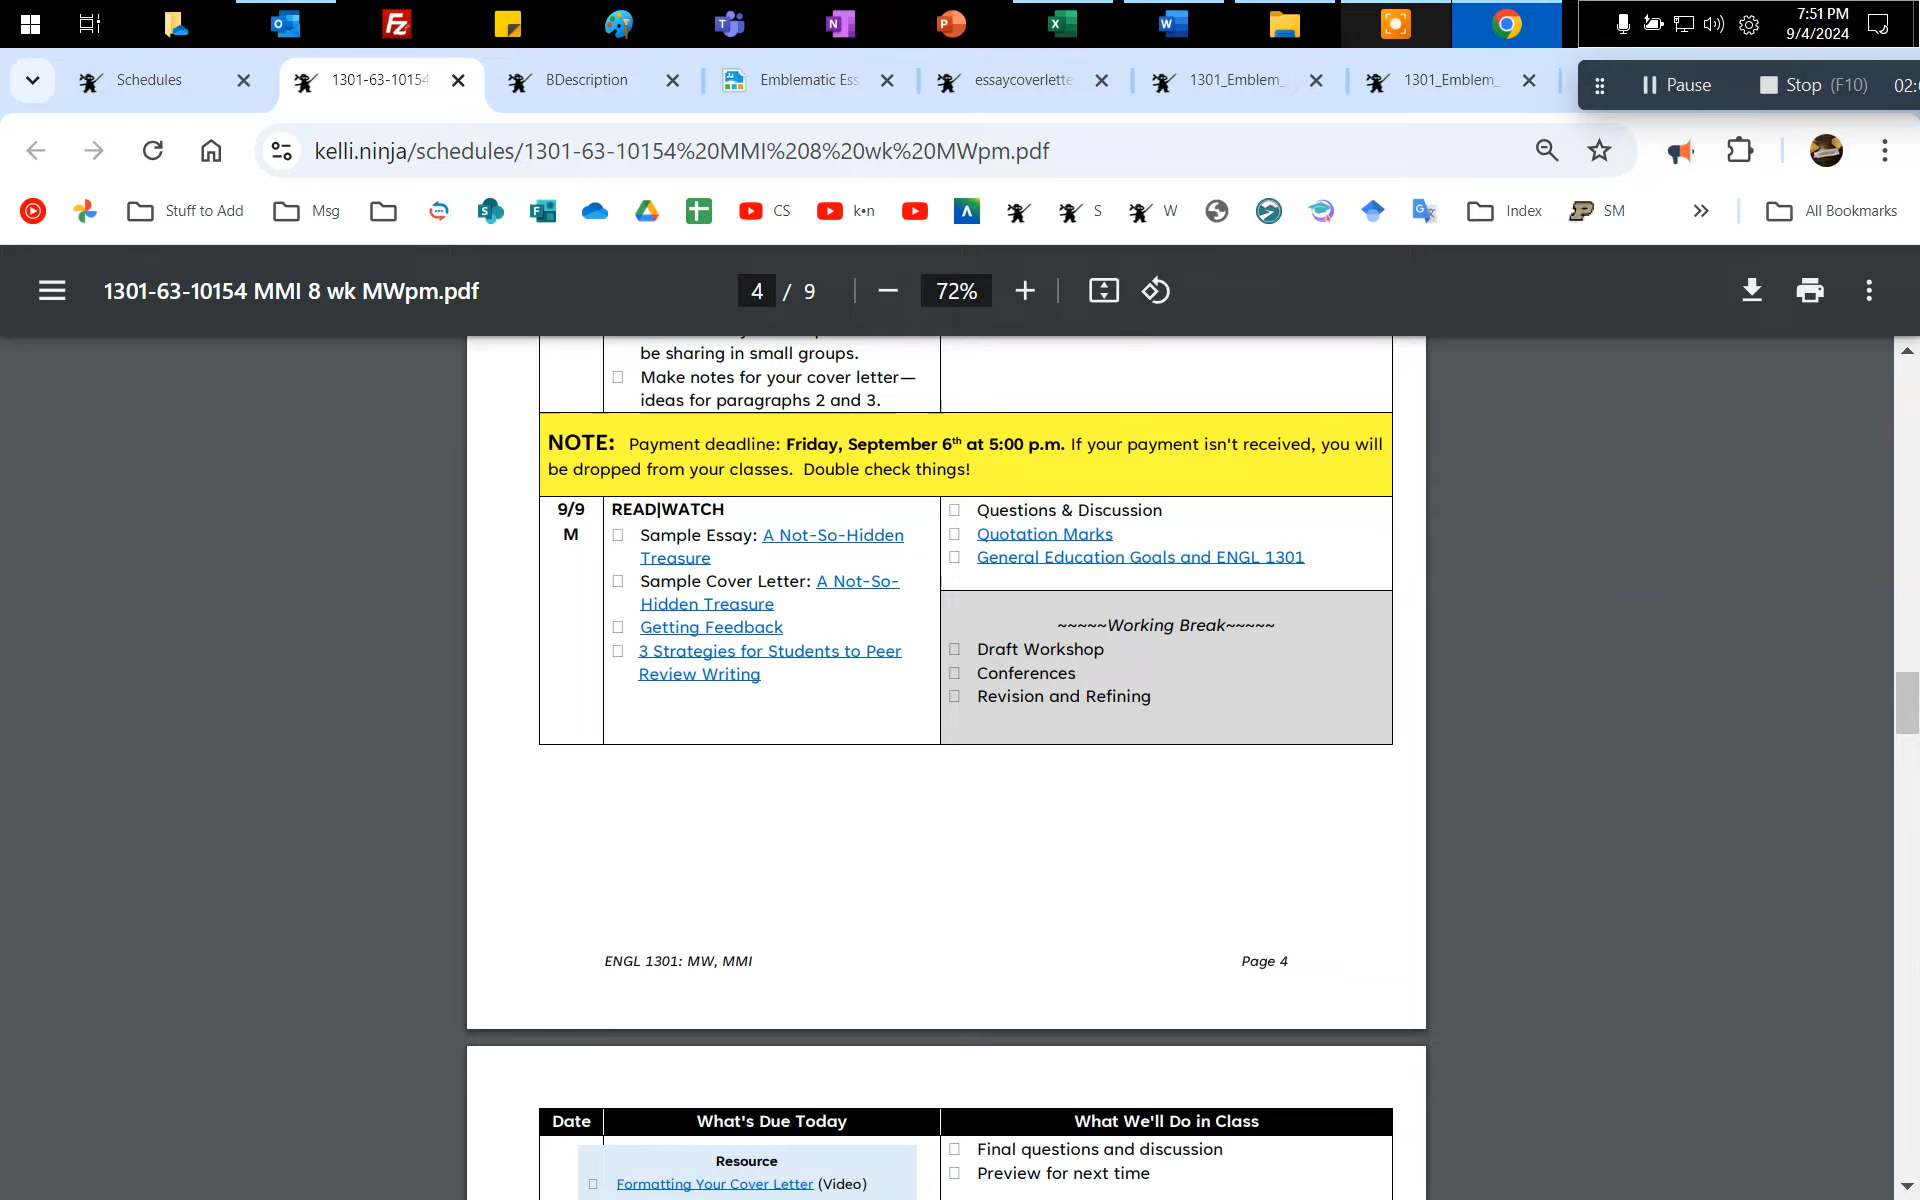 7:51 PM
9/4/2024
Schedules
1301-63-10154
BDescription
Emblematic Ess
essaycoverlette
1301_Emblem_
1301_Emblem_
Pause
Stop (F10)
02:
kelli.ninja/schedules/1301-63-10154%20MMI%208%20wk%20MWpm.pdf
Stuff to Add
Msg
CS
k•n
S
W
Index
SM
All Bookmarks
1301-63-10154 MMI 8 wk MWpm.pdf
4 / 9
72%
be sharing in small groups.
Make notes for your cover letter—
ideas for paragraphs 2 and 3.
NOTE: Payment deadline: Friday, September 6th at 5:00 p.m. If your payment isn't received, you will
be dropped from your classes. Double check things!
9/9
M
READ|WATCH
Sample Essay: A Not-So-Hidden
Treasure
Sample Cover Letter: A Not-So-
Hidden Treasure
Getting Feedback
3 Strategies for Students to Peer
Review Writing
Questions & Discussion
Quotation Marks
General Education Goals and ENGL 1301
~~~~~Working Break~~~~~
Draft Workshop
Conferences
Revision and Refining
ENGL 1301: MW, MMI
Page 4
Date
What's Due Today
What We'll Do in Class
Resource
Formatting Your Cover Letter (Video)
Final questions and discussion
Preview for next time